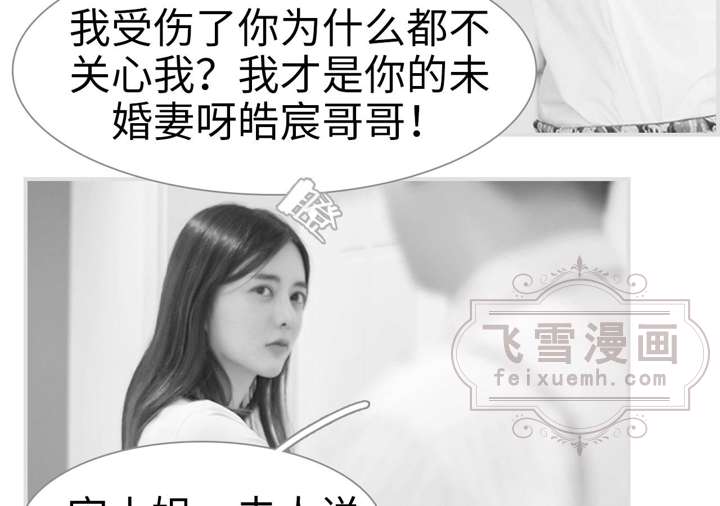 我受伤了你为什么都不
关心我？我才是你的未
婚妻呀皓宸哥哥！
瞪
飞雪漫画
feixuemh.com